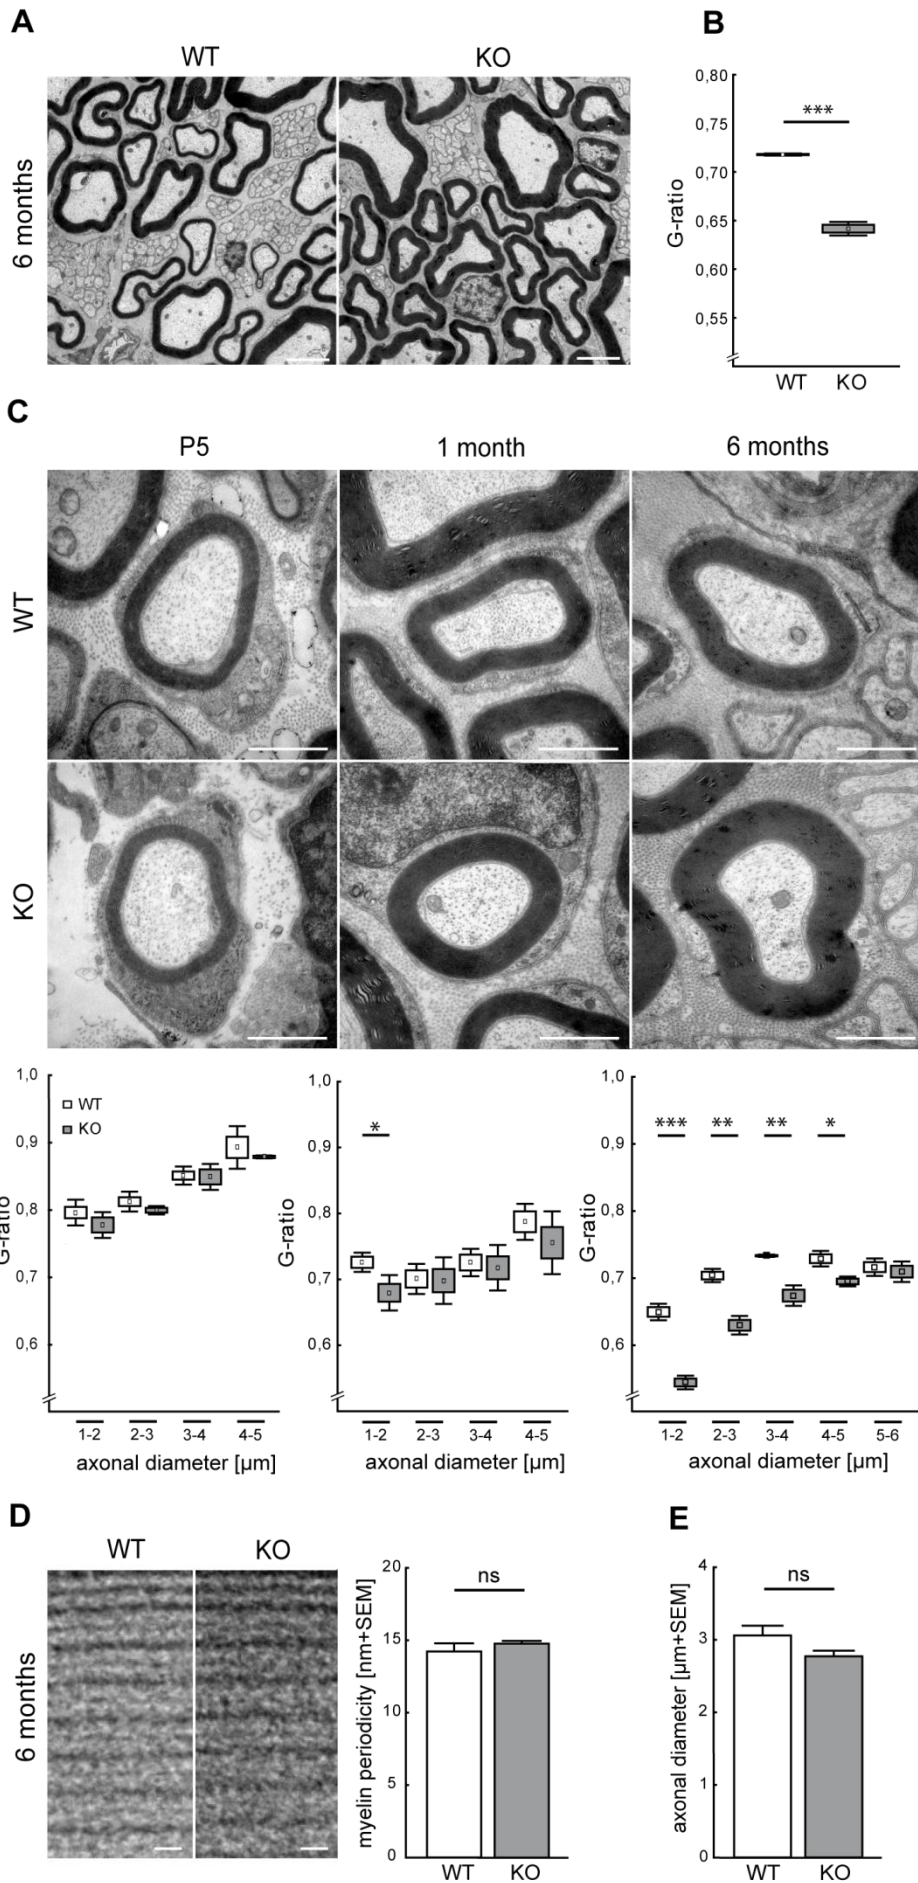 A
WT
KO
6 months
B
0,80
0,75
0,70
0,65
0,60
0,55
G-ratio
***
WT
KO
C
P5
1 month
6 months
WT
KO
1,0
0,9
0,8
0,7
0,6
G-ratio
WT
KO
1-2
2-3
3-4
4-5
axonal diameter [µm]
1,0
0,9
0,8
0,7
0,6
G-ratio
*
1-2
2-3
3-4
4-5
axonal diameter [µm]
1,0
0,9
0,8
0,7
0,6
G-ratio
***
**
**
*
1-2
2-3
3-4
4-5
5-6
axonal diameter [µm]
D
WT
KO
6 months
20
15
10
5
0
myelin periodicity [nm+SEM]
ns
WT
KO
E
4
3
2
1
0
axonal diameter [µm+SEM]
ns
WT
KO